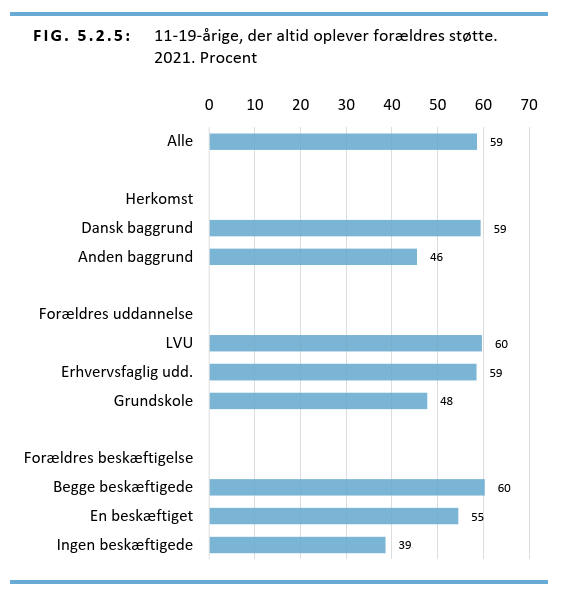 FIG. 5.2.5: 11-19-årige, der altid oplever forældres støtte.
2021. Procent
0 10 20 30 40 50 60 70
Alle 59
Herkomst
Dansk baggrund 59
Anden baggrund 46
Forældres uddannelse
LVU 60
Erhvervsfaglig udd. 59
Grundskole 48
Forældres beskæftigelse
Begge beskæftigede 60
En beskæftiget 55
Ingen beskæftigede 39